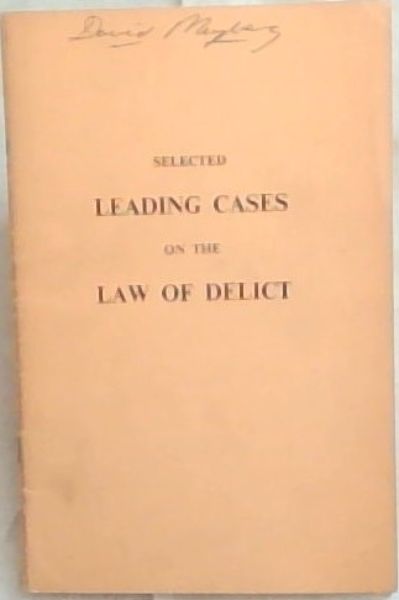 David
SELECTED
LEADING CASES
ON THE
LAW OF DELICT